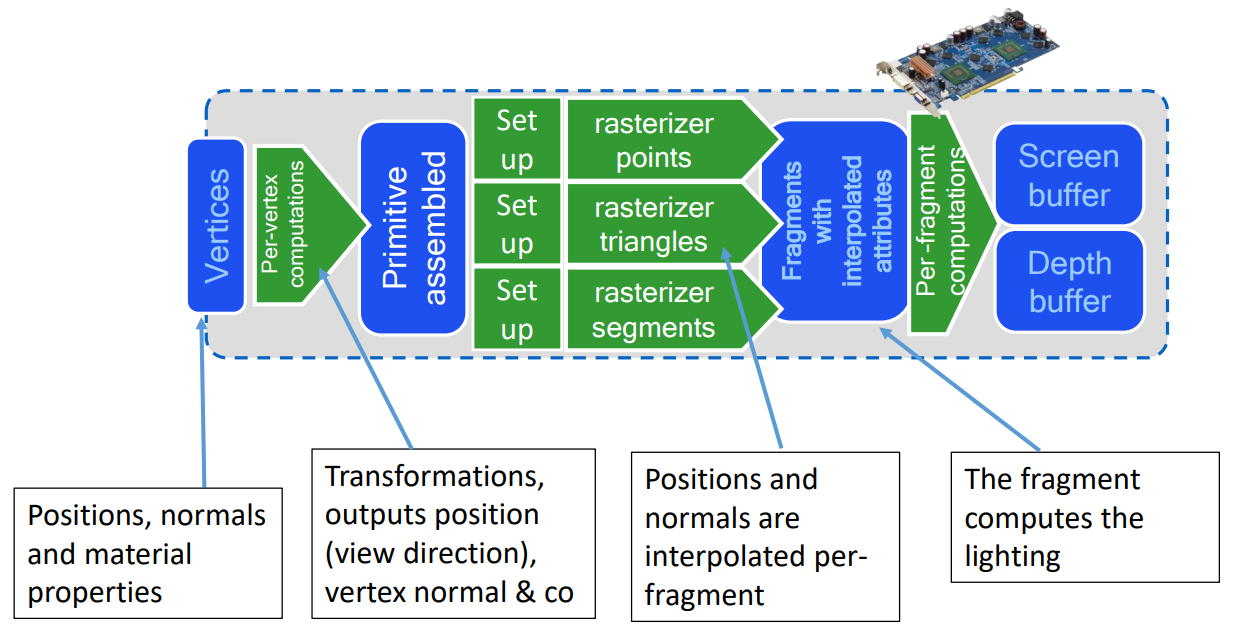 Vertices
Per-vertex
computations
Primitive
assembled
Set
up
rasterizer
points
Set
up
rasterizer
triangles
Set
up
rasterizer
segments
Fragments
with
interpolated
attributes
Per -fragment
computations
Screen
buffer
Depth
buffer
Positions, normals
and material
properties
Transformations,
outputs position
(view direction),
vertex normal & co
Positions and
normals are
interpolated per-
fragment
The fragment
computes the
lighting